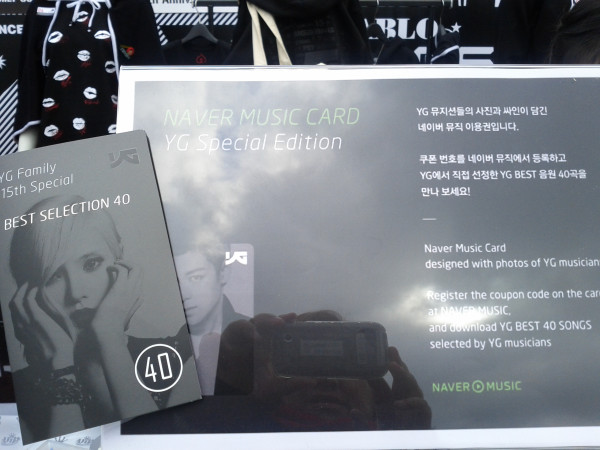 NAVER MUSIC CARD
YG Special Edition
YG 뮤지션들의 사진과 싸인이 담긴
네이버 뮤직 이용권입니다.
쿠폰 번호를 네이버 뮤직에서 등록하고
YG에서 직접 선정한 YG BEST 음원 40곡을
만나 보세요!
Naver Music Card
designed with photos of YG musician
Register the coupon code on the car
at NAVER MUSIC,
and download YG BEST 40 SONGS
selected by YG musicians
NAVER MUSIC
YG
YG Family
15th Special
YG
BEST SELECTION 40
40